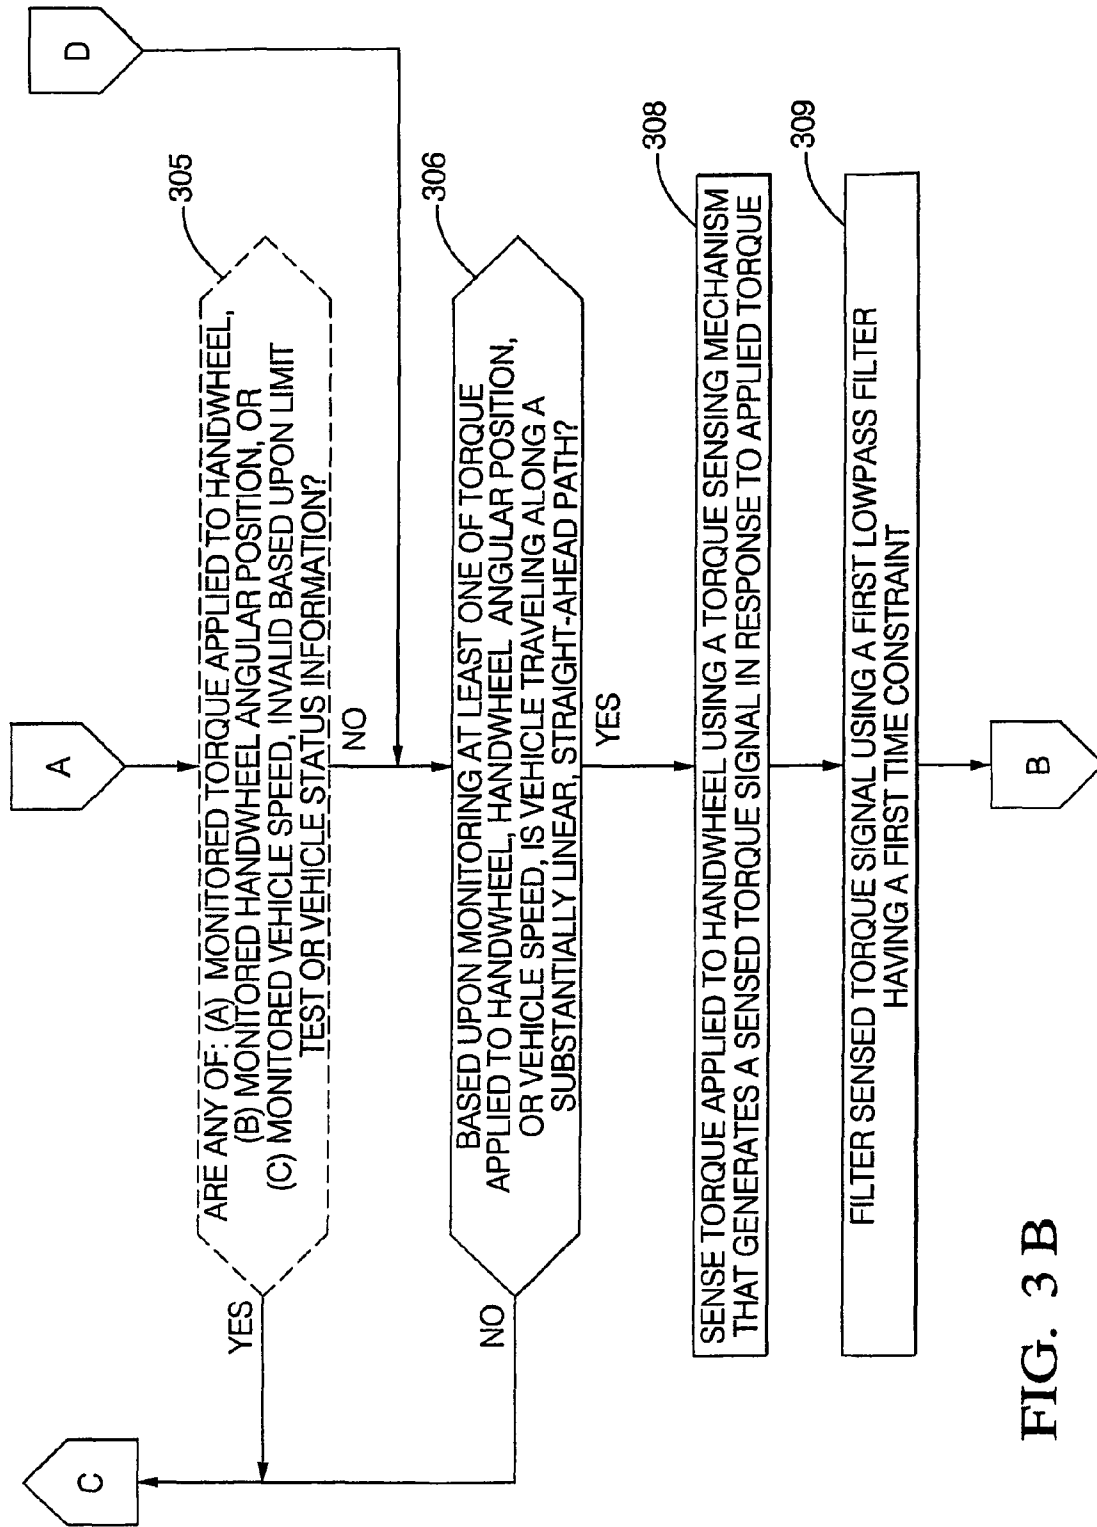 A
D
305
ARE ANY OF: (A) MONITORED TORQUE APPLIED TO HANDWHEEL,
(B) MONITORED HANDWHEEL ANGULAR POSITION, OR
(C) MONITORED VEHICLE SPEED, INVALID BASED UPON LIMIT
TEST OR VEHICLE STATUS INFORMATION?
YES
NO
C
306
BASED UPON MONITORING AT LEAST ONE OF TORQUE
APPLIED TO HANDWHEEL, HANDWHEEL ANGULAR POSITION,
OR VEHICLE SPEED, IS VEHICLE TRAVELING ALONG A
SUBSTANTIALLY LINEAR, STRAIGHT-AHEAD PATH?
NO
YES
308
SENSE TORQUE APPLIED TO HANDWHEEL USING A TORQUE SENSING MECHANISM
THAT GENERATES A SENSED TORQUE SIGNAL IN RESPONSE TO APPLIED TORQUE
309
FILTER SENSED TORQUE SIGNAL USING A FIRST LOWPASS FILTER
HAVING A FIRST TIME CONSTRAINT
B
FIG. 3 B